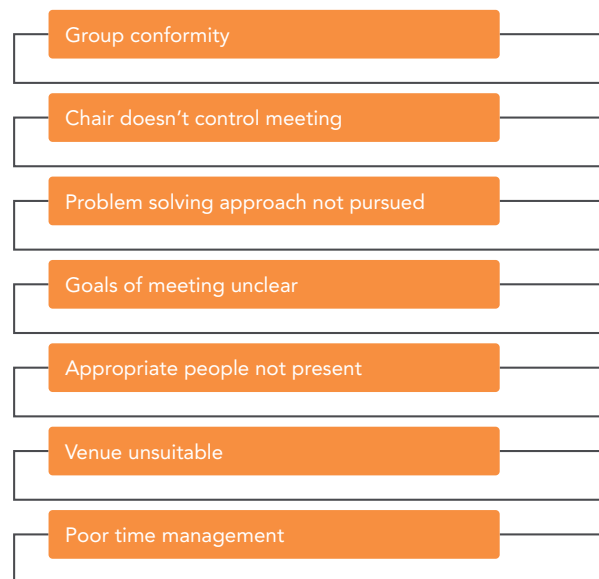 Group conformity
Chair doesn’t control meeting
Problem solving approach not pursued
Goals of meeting unclear
Appropriate people not present
Venue unsuitable
Poor time management